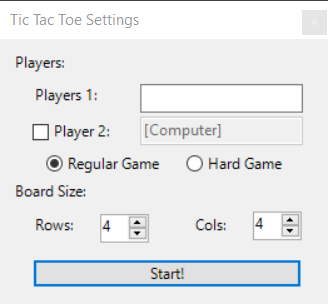 Tic Tac Toe Settings
Players:
Players 1:
Player 2: [Computer]
Regular Game Hard Game
Board Size:
Rows: 4 Cols: 4
Start!